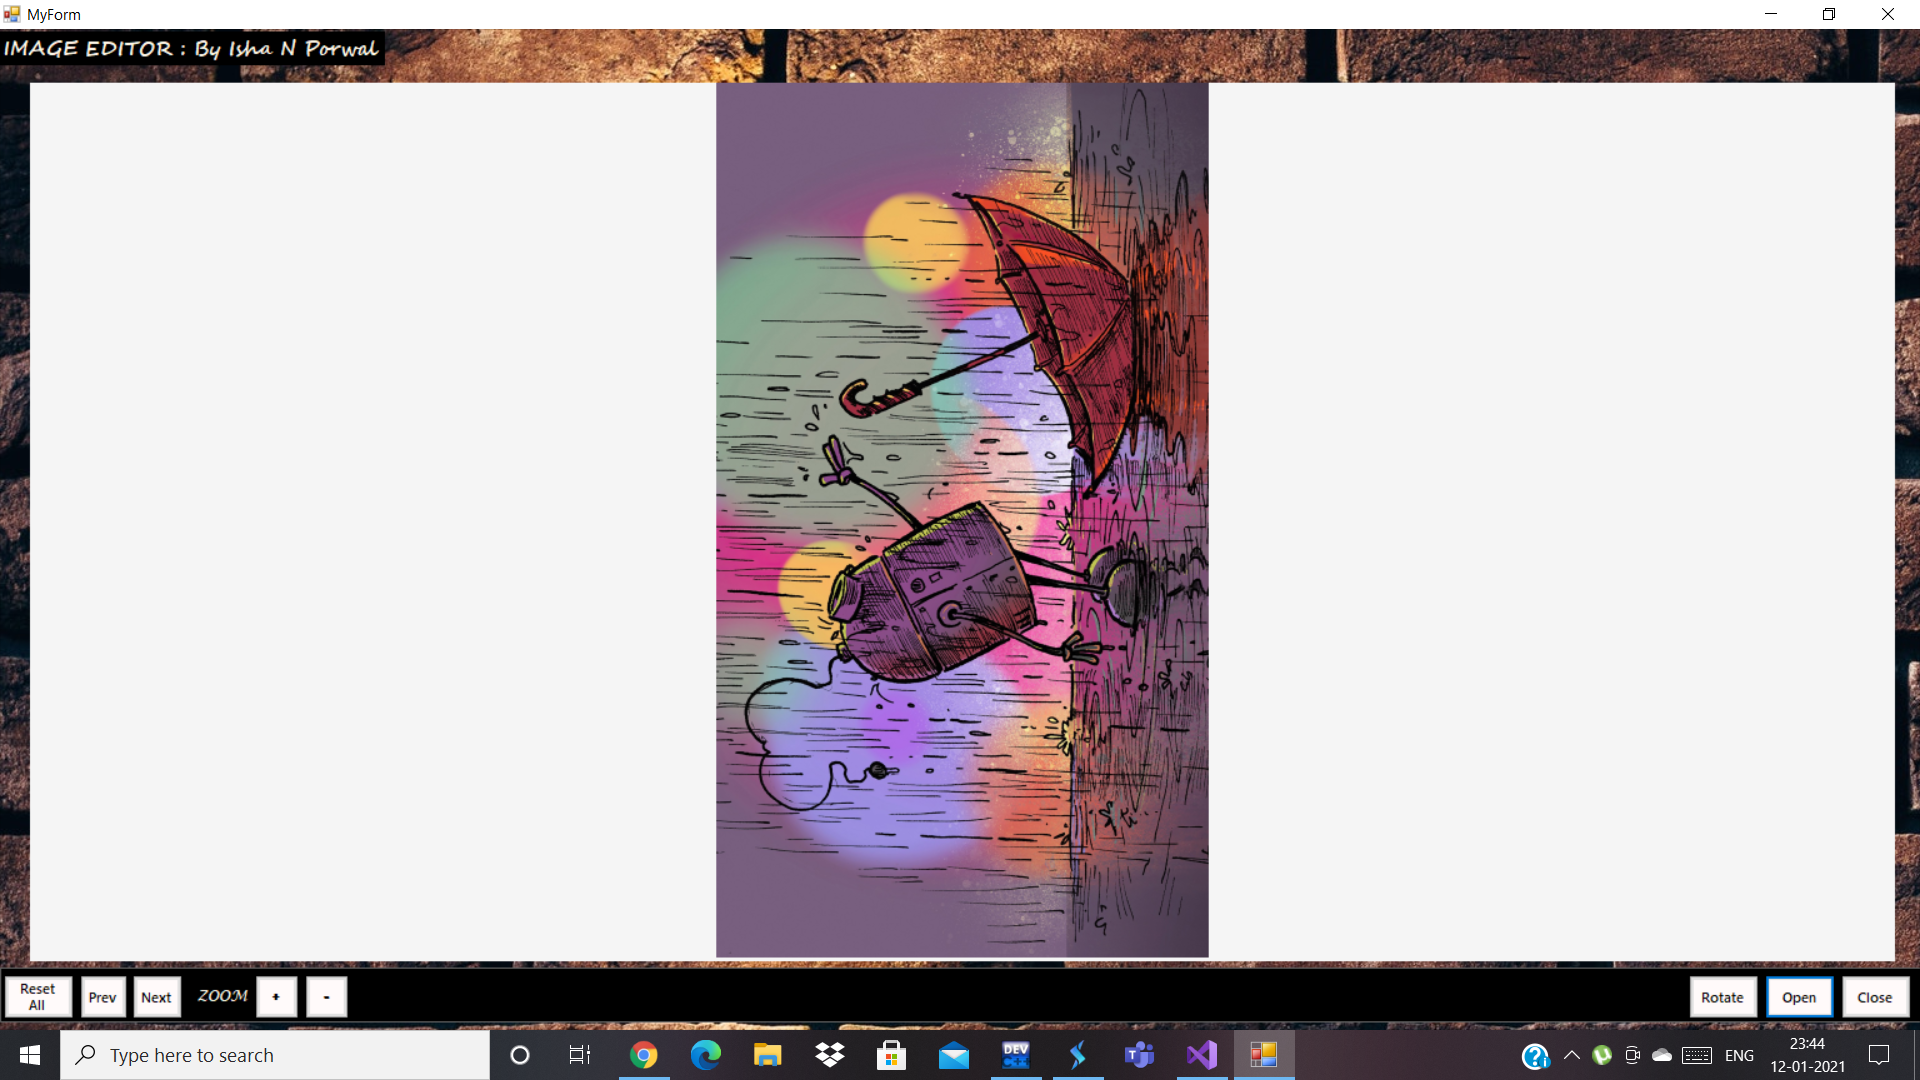 MyForm
IMAGE EDITOR : By Isha N Porwal
Reset
All
Prev
Next
ZOOM
+
-
Rotate
Open
Close
Type here to search
DEV
C++
T
ENG
23:44
12-01-2021